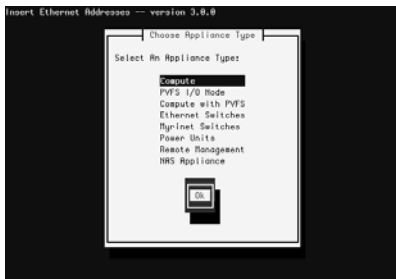 Insert Ethernet Addresses -- version 3.0.0
Choose Appliance Type
Select An Appliance Type:
Compute
PVFS I/O Node
Compute with PVFS
Ethernet Switches
Myrinet Switches
Power Units
Remote Management
NAS Appliance
Ok